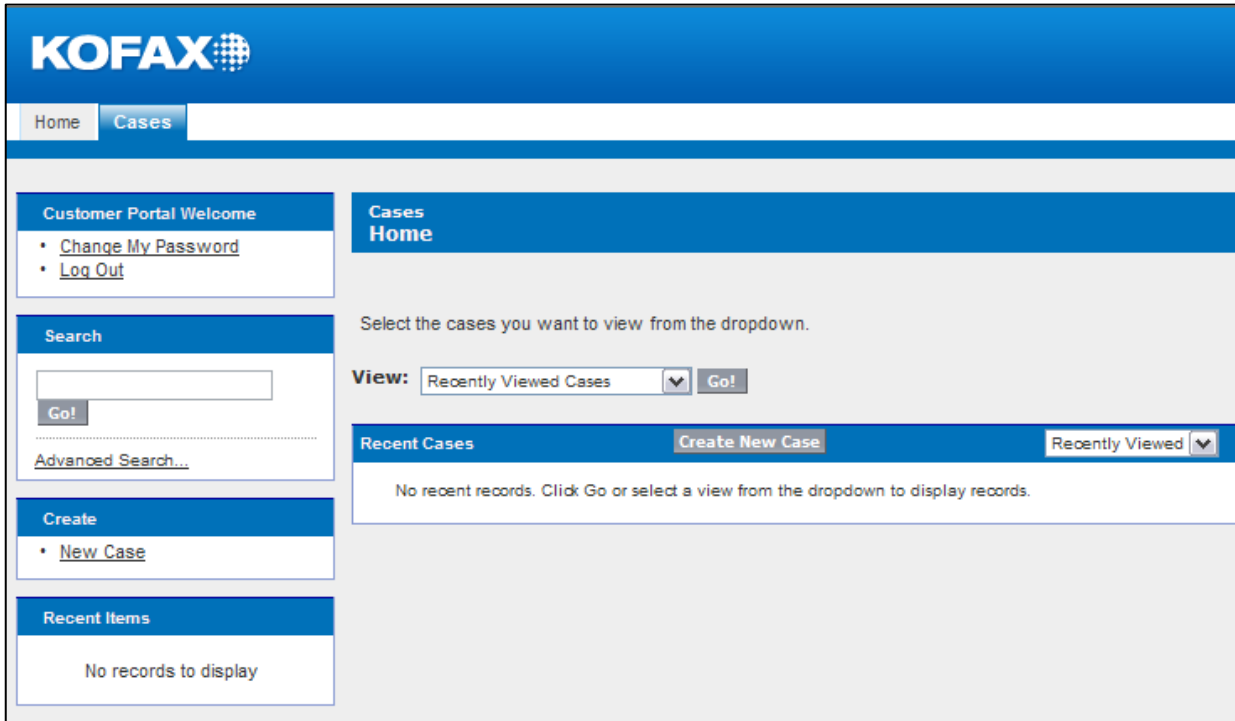 KOFAX
Home Cases
Customer Portal Welcome
• Change My Password
• Log Out
Search
Go!
Advanced Search...
Create
• New Case
Recent Items
No records to display
Cases
Home
Select the cases you want to view from the dropdown.
View: Recently Viewed Cases Go!
Recent Cases Create New Case Recently Viewed
No recent records. Click Go or select a view from the dropdown to display records.